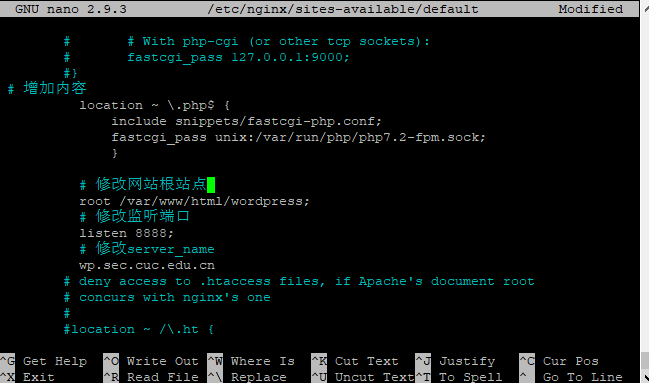 GNU nano 2.9.3 /etc/nginx/sites-available/default Modified
# # With php-cgi (or other tcp sockets):
# fastcgi_pass 127.0.0.1:9000;
#}
# 增加内容
location ~ \.php$ {
include snippets/fastcgi-php.conf;
fastcgi_pass unix:/var/run/php/php7.2-fpm.sock;
}
# 修改网站根站点
root /var/www/html/wordpress;
# 修改监听端口
listen 8888;
# 修改server_name
wp.sec.cuc.edu.cn
# deny access to .htaccess files, if Apache's document root
# concurs with nginx's one
#
#location ~ /\.ht {
^G Get Help ^O Write Out ^W Where Is ^K Cut Text ^J Justify ^C Cur Pos
^X Exit ^R Read File ^\ Replace ^U Uncut Text ^T To Spell ^_ Go To Line